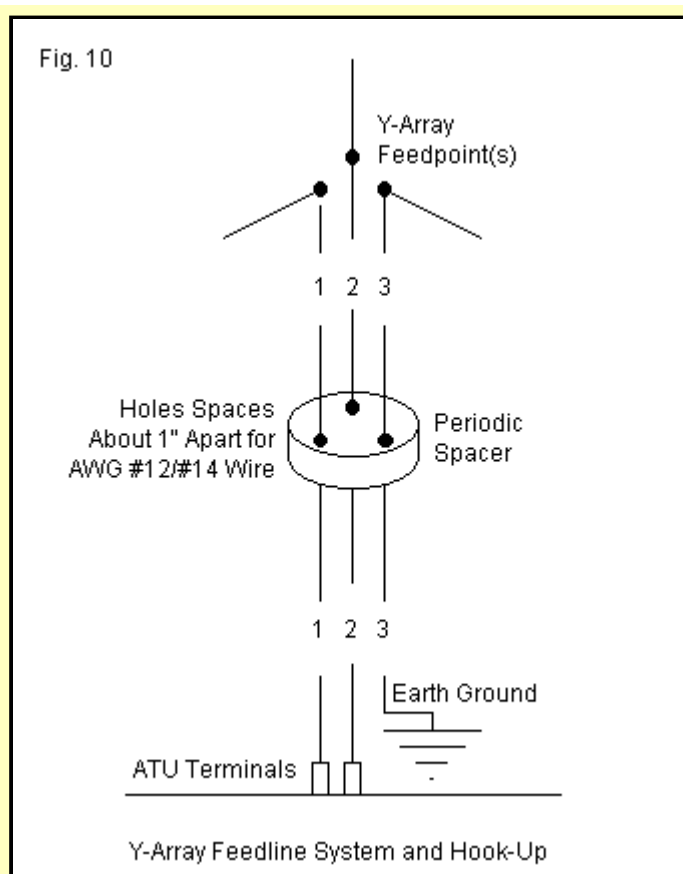 Fig. 10
Y-Array
Feedpoint(s)
1 2 3
Holes Spaces
About 1" Apart for
AWG #12/#14 Wire
Periodic
Spacer
1 2 3
Earth Ground
ATU Terminals
Y-Array Feedline System and Hook-Up